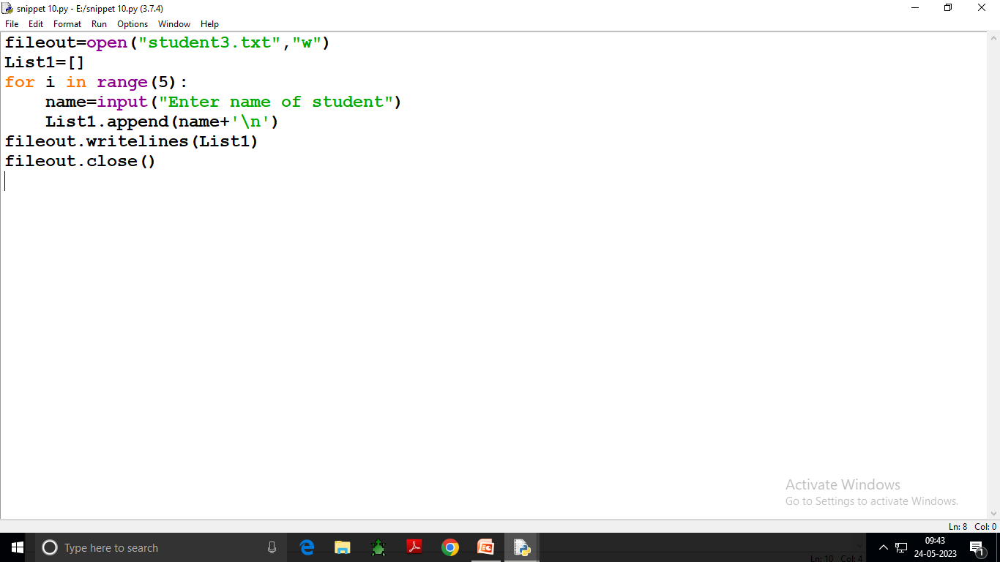 snippet 10.py - E:/snippet 10.py (3.7.4)
File Edit Format Run Options Window Help
fileout=open("student3.txt","w")
List1=[]
for i in range(5):
    name=input("Enter name of student")
    List1.append(name+'\n')
fileout.writelines(List1)
fileout.close()
Activate Windows
Go to Settings to activate Windows.
Ln: 8 Col: 0
Type here to search
09:43
24-05-2023
1
Ln: 10 Col: 4